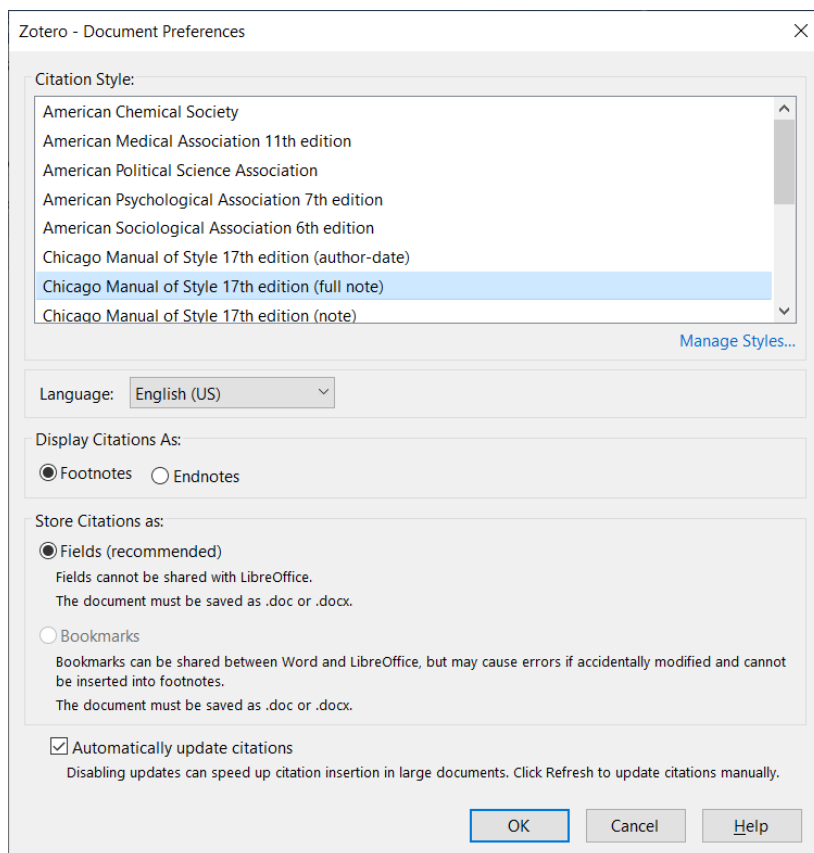 Zotero - Document Preferences
Citation Style:
American Chemical Society
American Medical Association 11th edition
American Political Science Association
American Psychological Association 7th edition
American Sociological Association 6th edition
Chicago Manual of Style 17th edition (author-date)
Chicago Manual of Style 17th edition (full note)
Chicago Manual of Style 17th edition (note)
Manage Styles...
Language: English (US)
Display Citations As:
Footnotes Endnotes
Store Citations as:
Fields (recommended)
Fields cannot be shared with LibreOffice.
The document must be saved as .doc or .docx.
Bookmarks
Bookmarks can be shared between Word and LibreOffice, but may cause errors if accidentally modified and cannot
be inserted into footnotes.
The document must be saved as .doc or .docx.
Automatically update citations
Disabling updates can speed up citation insertion in large documents. Click Refresh to update citations manually.
OK Cancel Help